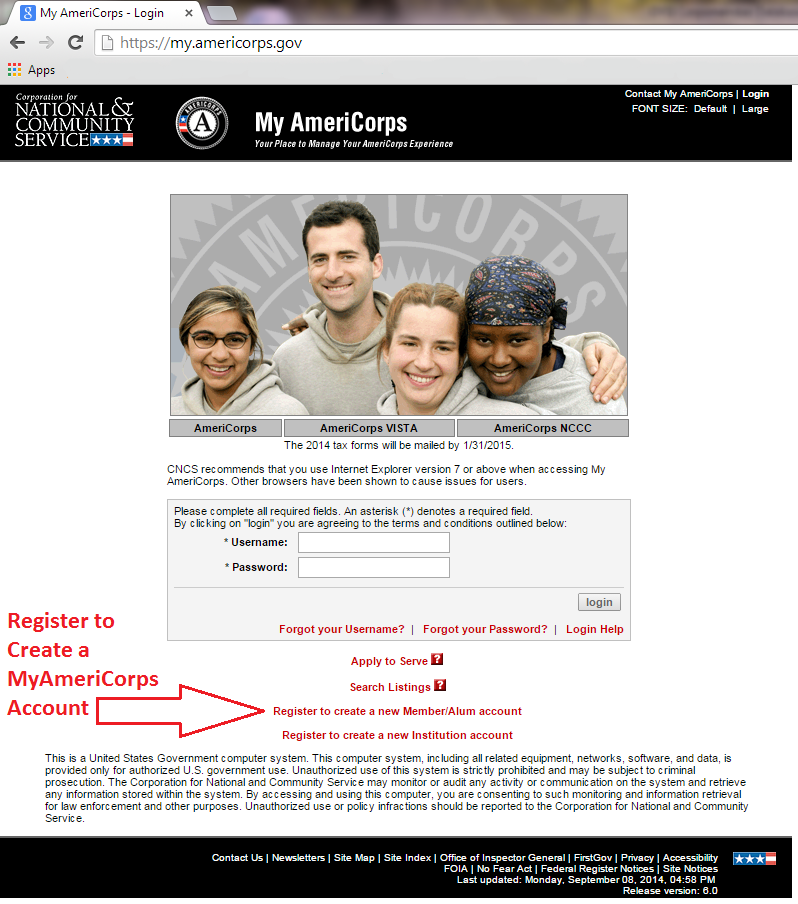 My AmeriCorps - Login
https://my.americorps.gov
Apps
Corporation for
NATIONAL &
COMMUNITY
SERVICE
AMERICORPS
A
My AmeriCorps
Your Place to Manage Your AmeriCorps Experience
Contact My AmeriCorps | Login
FONT SIZE: Default | Large
AMERICORPS
AmeriCorps
AmeriCorps VISTA
AmeriCorps NCCC
The 2014 tax forms will be mailed by 1/31/2015.
CNCS recommends that you use Internet Explorer version 7 or above when accessing My
AmeriCorps. Other browsers have been shown to cause issues for users.
Please complete all required fields. An asterisk (*) denotes a required field.
By clicking on "login" you are agreeing to the terms and conditions outlined below:
* Username:
* Password:
login
Forgot your Username? | Forgot your Password? | Login Help
Apply to Serve ?
Search Listings ?
Register to
Create a
MyAmeriCorps
Account
Register to create a new Member/Alum account
Register to create a new Institution account
This is a United States Government computer system. This computer system, including all related equipment, networks, software, and data, is
provided only for authorized U.S. government use. Unauthorized use of this system is strictly prohibited and may be subject to criminal
prosecution. The Corporation for National and Community Service may monitor or audit any activity or communication on the system and retrieve
any information stored within the system. By accessing and using this computer, you are consenting to such monitoring and information retrieval
for law enforcement and other purposes. Unauthorized use or policy infractions should be reported to the Corporation for National and Community
Service.
Contact Us | Newsletters | Site Map | Site Index | Office of Inspector General | FirstGov | Privacy | Accessibility
FOIA | No Fear Act | Federal Register Notices | Site Notices
Last updated: Monday, September 08, 2014, 04:58 PM
Release version: 6.0